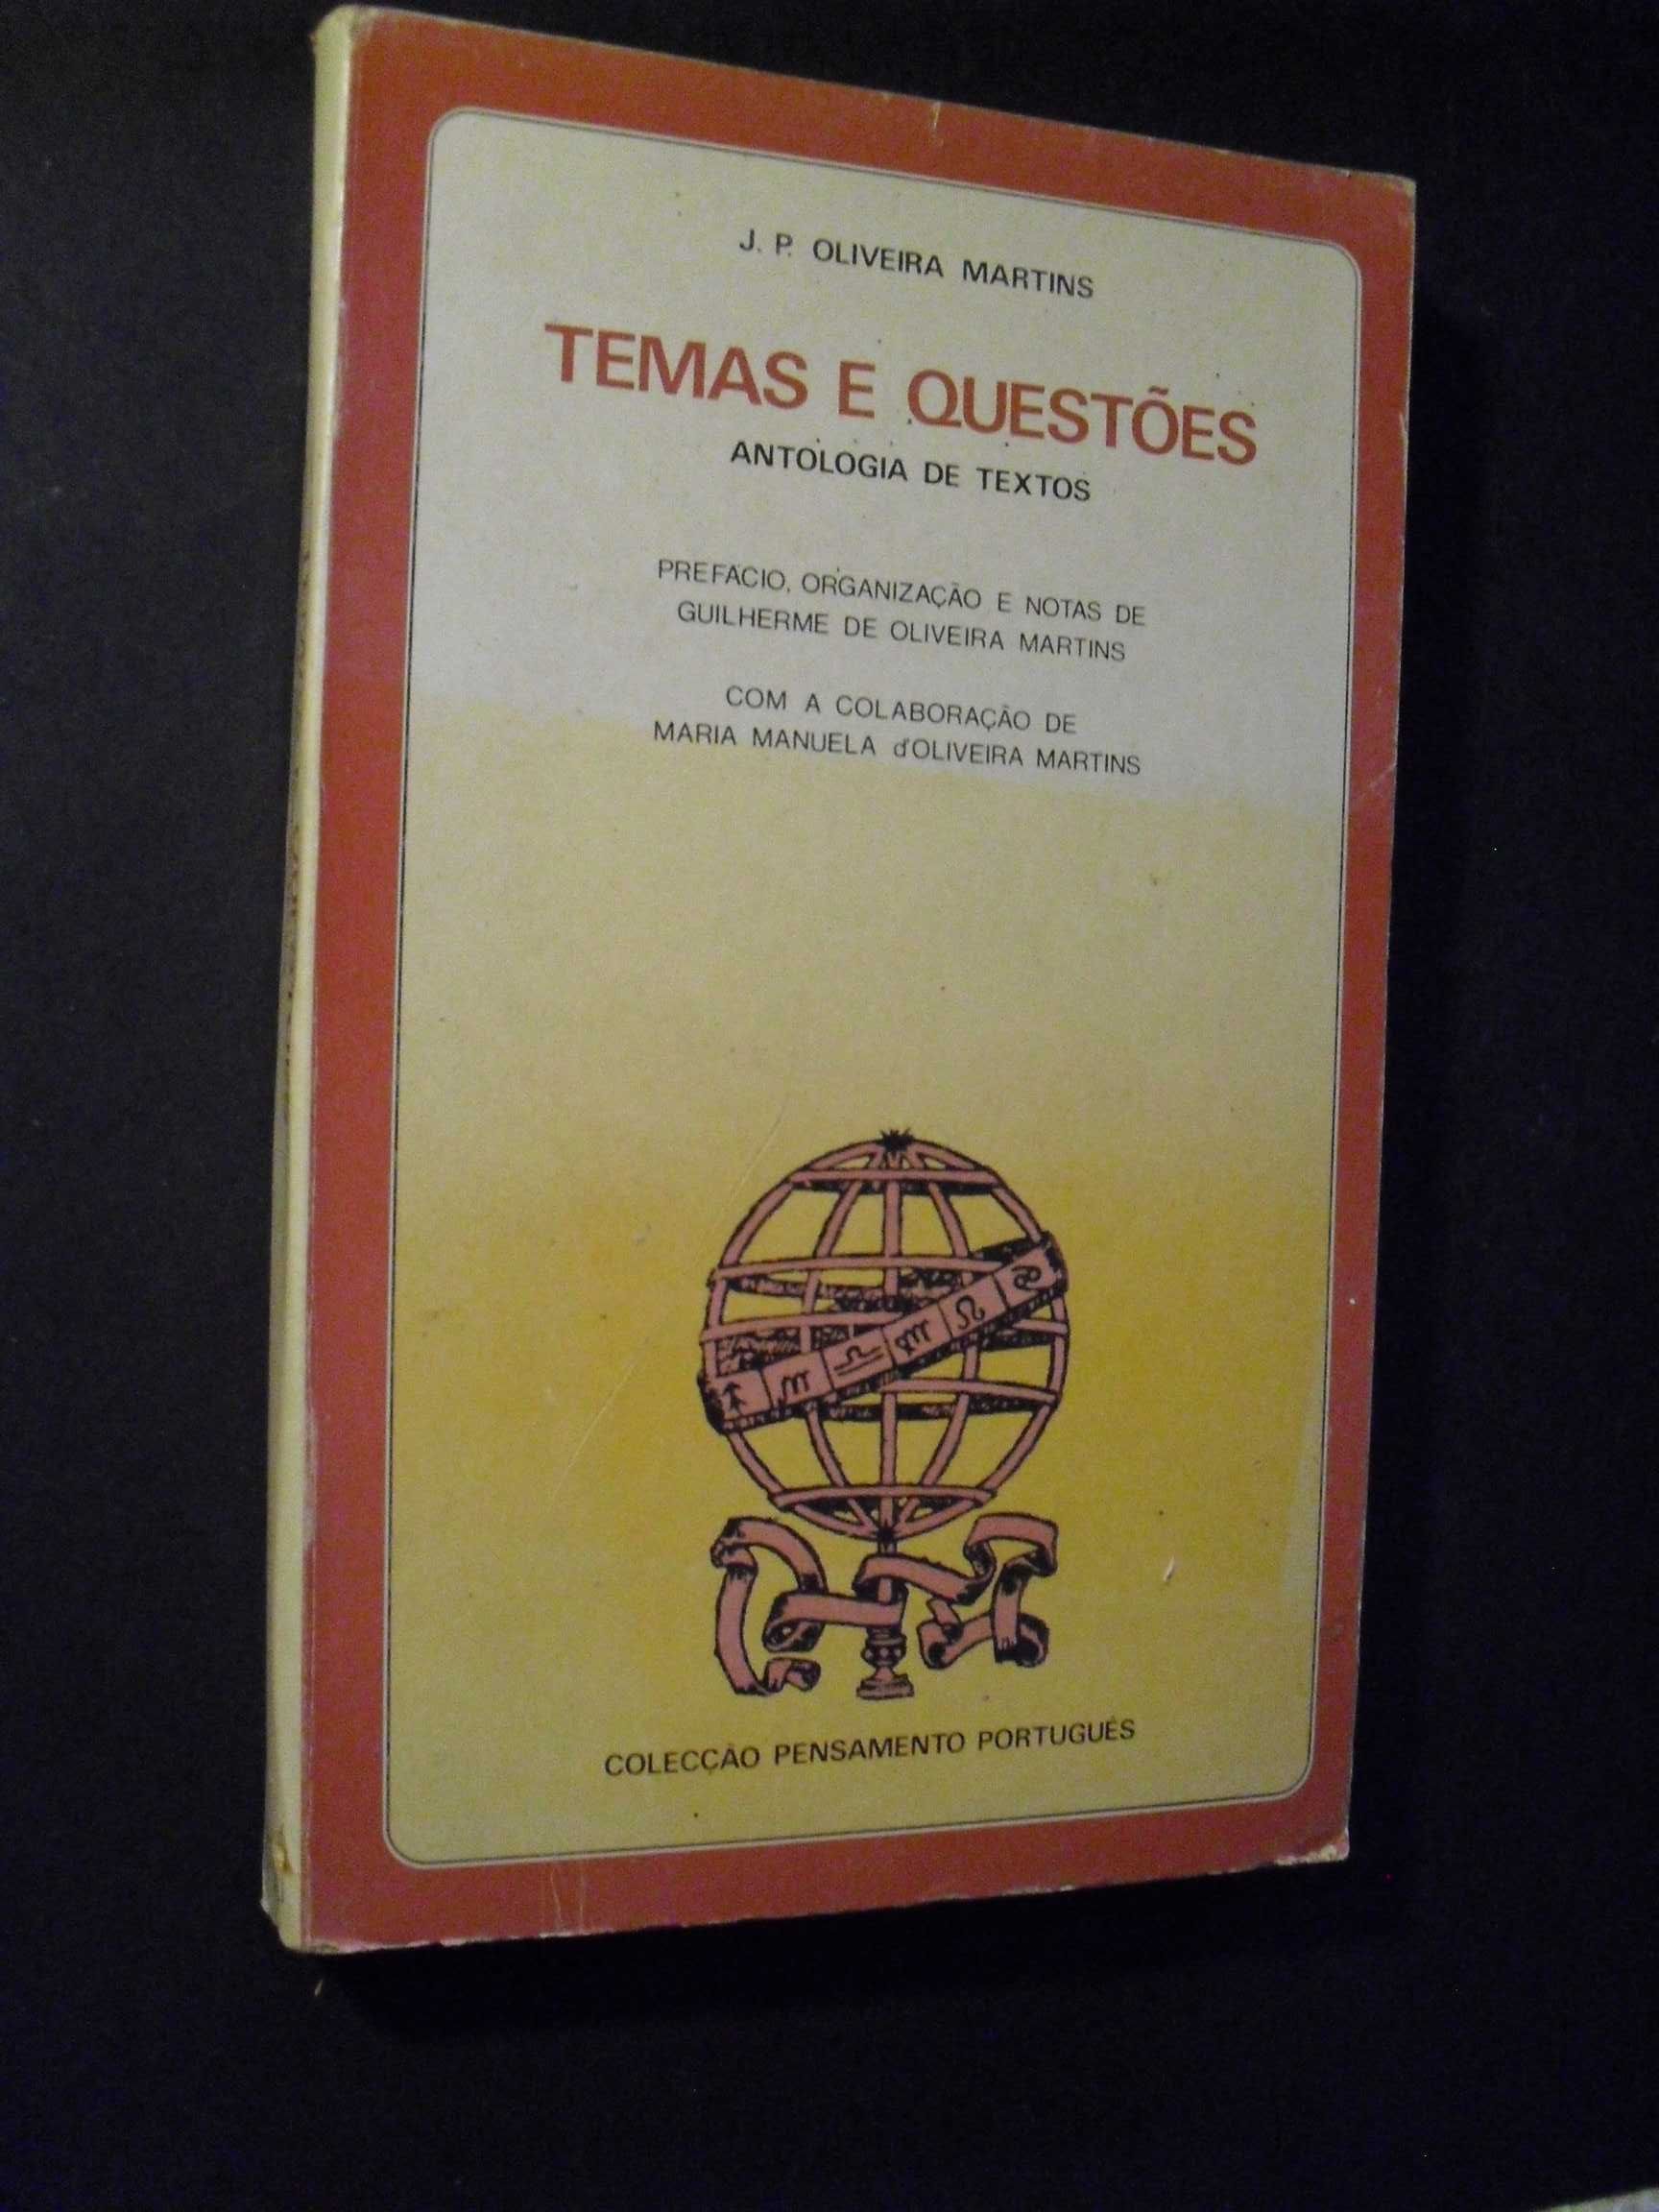 J. P. OLIVEIRA MARTINS
TEMAS E QUESTÕES
ANTOLOGIA DE TEXTOS
PREFÁCIO, ORGANIZAÇÃO E NOTAS DE
GUILHERME DE OLIVEIRA MARTINS
COM A COLABORAÇÃO DE
MARIA MANUELA d'OLIVEIRA MARTINS
COLECÇÃO PENSAMENTO PORTUGUÊS